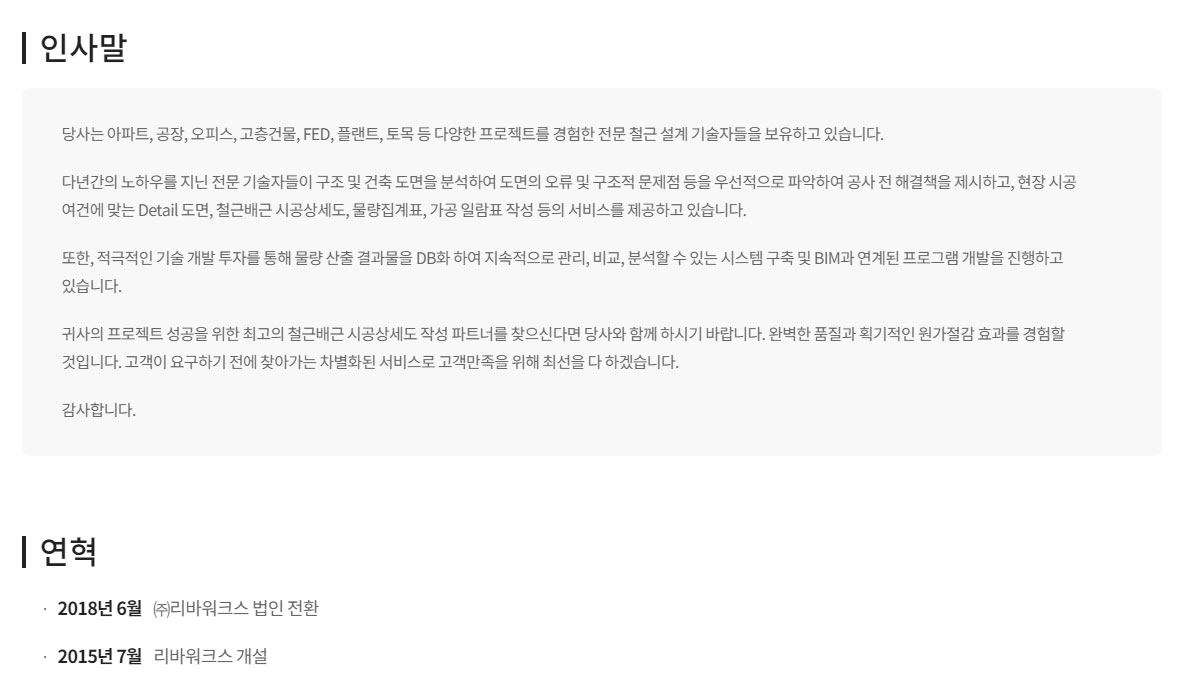 인사말
당사는 아파트, 공장, 오피스, 고층건물, FED, 플랜트, 토목 등 다양한 프로젝트를 경험한 전문 철근 설계 기술자들을 보유하고 있습니다.
다년간의 노하우를 지닌 전문 기술자들이 구조 및 건축 도면을 분석하여 도면의 오류 및 구조적 문제점 등을 우선적으로 파악하여 공사 전 해결책을 제시하고, 현장 시공
여건에 맞는 Detail 도면, 철근배근 시공상세도, 물량집계표, 가공 일람표 작성 등의 서비스를 제공하고 있습니다.
또한, 적극적인 기술 개발 투자를 통해 물량 산출 결과물을 DB화 하여 지속적으로 관리, 비교, 분석할 수 있는 시스템 구축 및 BIM과 연계된 프로그램 개발을 진행하고
있습니다.
귀사의 프로젝트 성공을 위한 최고의 철근배근 시공상세도 작성 파트너를 찾으신다면 당사와 함께 하시기 바랍니다. 완벽한 품질과 획기적인 원가절감 효과를 경험할
것입니다. 고객이 요구하기 전에 찾아가는 차별화된 서비스로 고객만족을 위해 최선을 다 하겠습니다.
감사합니다.
연혁
· 2018년 6월 ㈜리바워크스 법인 전환
· 2015년 7월 리바워크스 개설